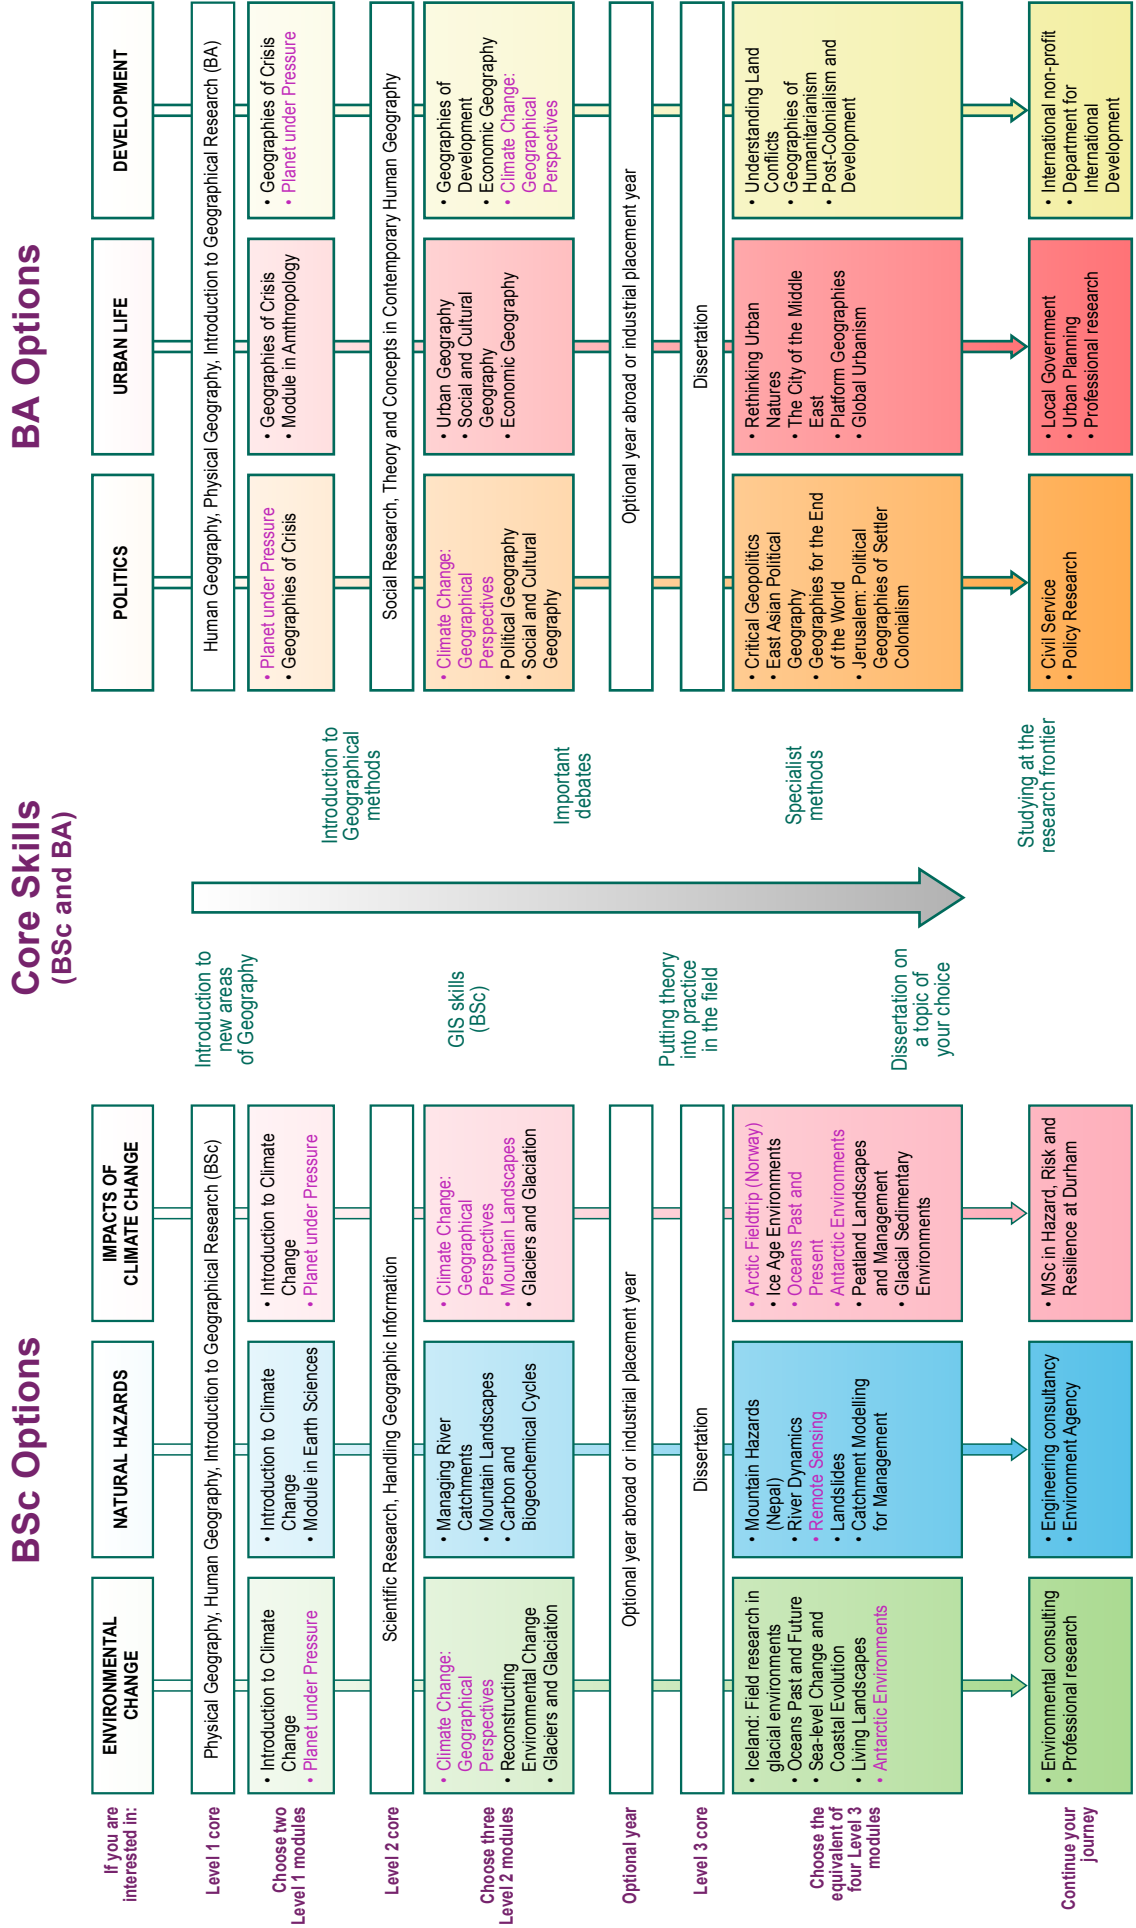 BSc Options
Core Skills
(BSc and BA)
BA Options
If you are
interested in:
ENVIRONMENTAL
CHANGE
NATURAL HAZARDS
IMPACTS OF
CLIMATE CHANGE
POLITICS
URBAN LIFE
DEVELOPMENT
Level 1 core
Physical Geography, Human Geography, Introduction to Geographical Research (BSc)
Introduction to
new areas
of Geography
Human Geography, Physical Geography, Introduction to Geographical Research (BA)
Choose two
Level 1 modules
• Introduction to Climate
Change
• Planet under Pressure
• Introduction to Climate
Change
• Module in Earth Sciences
• Introduction to Climate
Change
• Planet under Pressure
Introduction to
Geographical
methods
• Planet under Pressure
• Geographies of Crisis
• Geographies of Crisis
• Module in Anthropology
• Geographies of Crisis
• Planet under Pressure
Level 2 core
Scientific Research, Handling Geographic Information
Social Research, Theory and Concepts in Contemporary Human Geography
Choose three
Level 2 modules
• Climate Change:
Geographical
Perspectives
• Reconstructing
Environmental Change
• Glaciers and Glaciation
• Managing River
Catchments
• Mountain Landscapes
• Carbon and
Biogeochemical Cycles
• Climate Change:
Geographical
Perspectives
• Mountain Landscapes
• Glaciers and Glaciation
GIS skills
(BSc)
Important
debates
• Climate Change:
Geographical
Perspectives
• Political Geography
• Social and Cultural
Geography
• Urban Geography
• Social and Cultural
Geography
• Economic Geography
• Geographies of
Development
• Economic Geography
• Climate Change:
Geographical
Perspectives
Optional year
Optional year abroad or industrial placement year
Optional year abroad or industrial placement year
Level 3 core
Dissertation
Putting theory
into practice
in the field
Dissertation
Choose the
equivalent of
four Level 3
modules
• Iceland: Field research in
glacial environments
• Oceans Past and Future
• Sea-level Change and
Coastal Evolution
• Living Landscapes
• Antarctic Environments
• Mountain Hazards
(Nepal)
• River Dynamics
• Remote Sensing
• Landslides
• Catchment Modelling
for Management
• Arctic Fieldtrip (Norway)
• Ice Age Environments
• Oceans Past and
Present
• Antarctic Environments
• Peatland Landscapes
and Management
• Glacial Sedimentary
Environments
Specialist
methods
Dissertation on
a topic of
your choice
• Critical Geopolitics
• East Asian Political
Geography
• Geographies for the End
of the World
• Jerusalem: Political
Geographies of Settler
Colonialism
• Rethinking Urban
Natures
• The City of the Middle
East
• Platform Geographies
• Global Urbanism
• Understanding Land
Conflicts
• Geographies of
Humanitarianism
• Post-Colonialism and
Development
Continue your
journey
• Environmental consulting
• Professional research
• Engineering consultancy
• Environment Agency
• MSc in Hazard, Risk and
Resilience at Durham
Studying at the
research frontier
• Civil Service
• Policy Research
• Local Government
• Urban Planning
• Professional research
• International non-profit
• Department for
International
Development